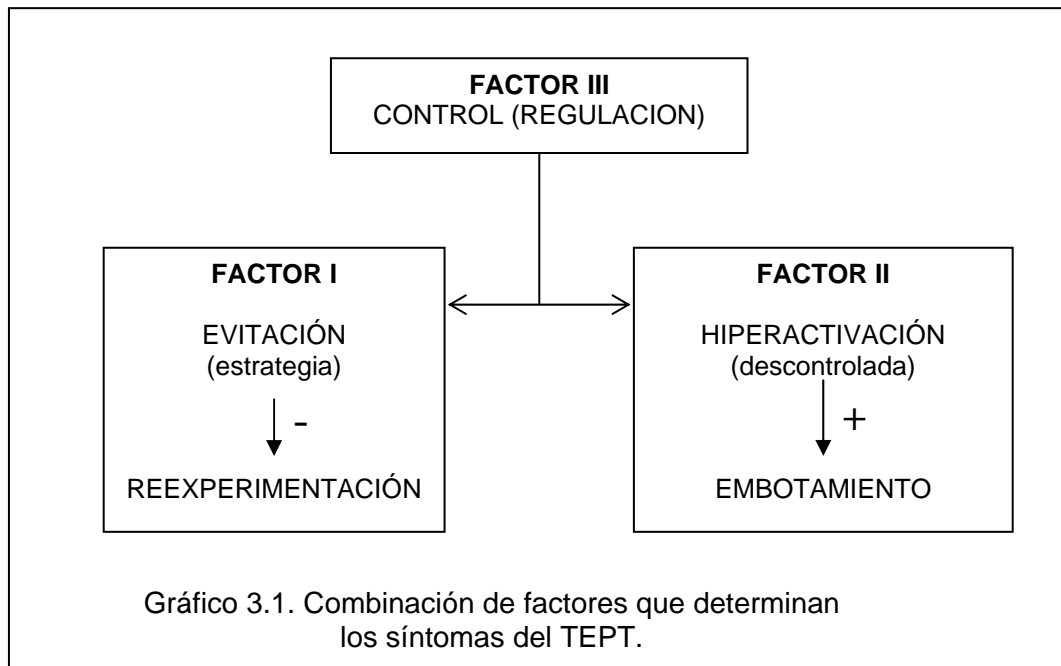 FACTOR III
CONTROL (REGULACION)
FACTOR I
EVITACIÓN
(estrategia)
-
REEXPERIMENTACIÓN
FACTOR II
HIPERACTIVACIÓN
(descontrolada)
+
EMBOTAMIENTO
Gráfico 3.1. Combinación de factores que determinan
los síntomas del TEPT.